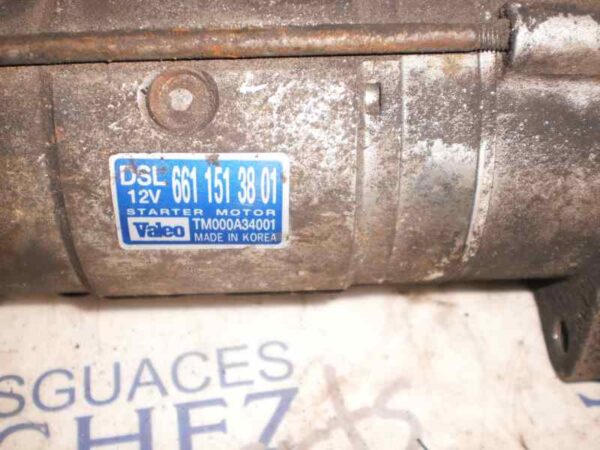 DSL 661 151 38 01
12V
STARTER MOTOR
Valeo TM000A34001
MADE IN KOREA
SGUACES
CHEZ